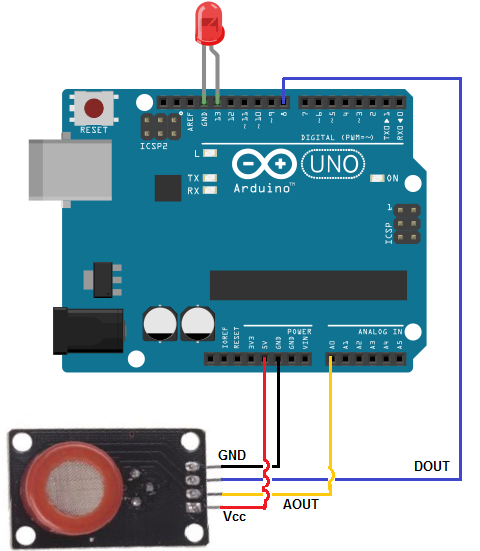 AREF
GND
13
12
~11
~10
~9
8
7
~6
~5
4
~3
2
TX0▶1
RX0◀0
RESET
ICSP2
DIGITAL (PWM=~)
L
TX
RX
UNO
ON
Arduino™
1
ICSP
POWER
ANALOG IN
IOREF
RESET
3V3
5V
GND
GND
VIN
A0
A1
A2
A3
A4
A5
GND
DOUT
AOUT
Vcc